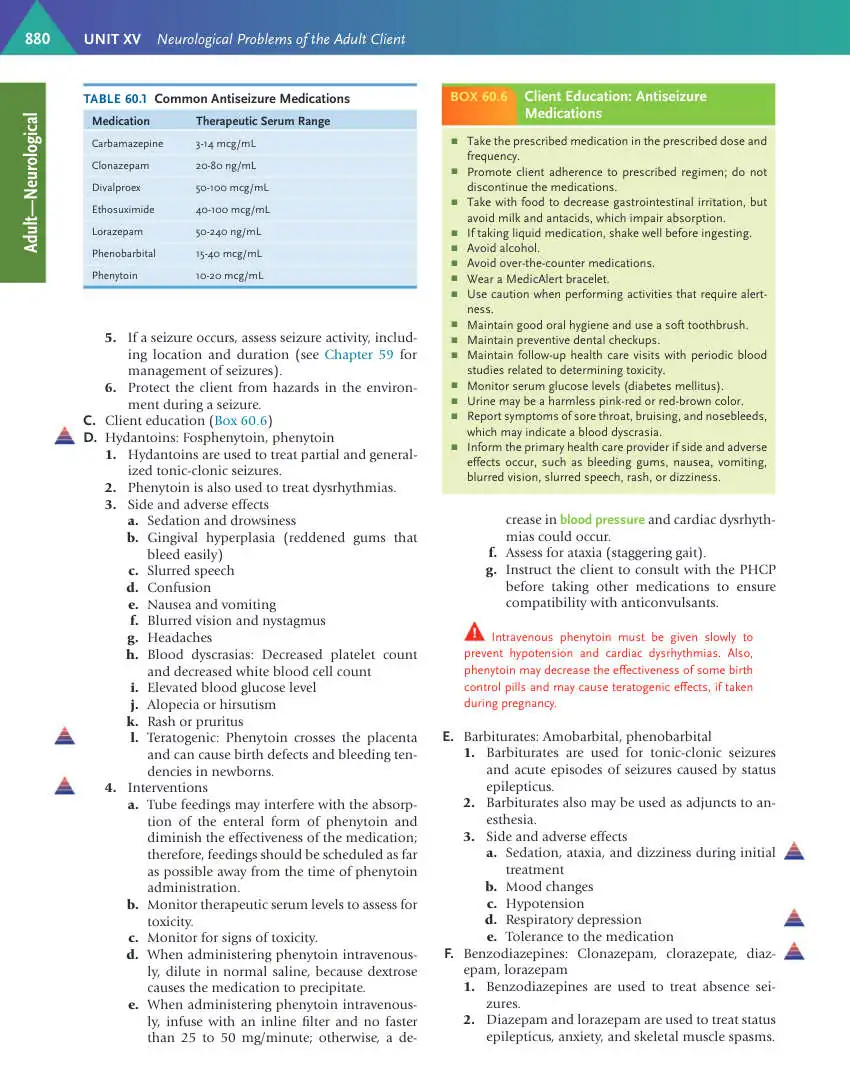 880 UNIT XV Neurological Problems of the Adult Client
Adult—Neurological
TABLE 60.1 Common Antiseizure Medications
Medication Therapeutic Serum Range
Carbamazepine 3-14 mcg/mL
Clonazepam 20-80 ng/mL
Divalproex 50-100 mcg/mL
Ethosuximide 40-100 mcg/mL
Lorazepam 50-240 ng/mL
Phenobarbital 15-40 mcg/mL
Phenytoin 10-20 mcg/mL
5. If a seizure occurs, assess seizure activity, includ-
ing location and duration (see Chapter 59 for
management of seizures).
6. Protect the client from hazards in the environ-
ment during a seizure.
C. Client education (Box 60.6)
D. Hydantoins: Fosphenytoin, phenytoin
1. Hydantoins are used to treat partial and general-
ized tonic-clonic seizures.
2. Phenytoin is also used to treat dysrhythmias.
3. Side and adverse effects
a. Sedation and drowsiness
b. Gingival hyperplasia (reddened gums that
bleed easily)
c. Slurred speech
d. Confusion
e. Nausea and vomiting
f. Blurred vision and nystagmus
g. Headaches
h. Blood dyscrasias: Decreased platelet count
and decreased white blood cell count
i. Elevated blood glucose level
j. Alopecia or hirsutism
k. Rash or pruritus
l. Teratogenic: Phenytoin crosses the placenta
and can cause birth defects and bleeding ten-
dencies in newborns.
4. Interventions
a. Tube feedings may interfere with the absorp-
tion of the enteral form of phenytoin and
diminish the effectiveness of the medication;
therefore, feedings should be scheduled as far
as possible away from the time of phenytoin
administration.
b. Monitor therapeutic serum levels to assess for
toxicity.
c. Monitor for signs of toxicity.
d. When administering phenytoin intravenous-
ly, dilute in normal saline, because dextrose
causes the medication to precipitate.
e. When administering phenytoin intravenous-
ly, infuse with an inline filter and no faster
than 25 to 50 mg/minute; otherwise, a de-
BOX 60.6 Client Education: Antiseizure
Medications
■ Take the prescribed medication in the prescribed dose and
frequency.
■ Promote client adherence to prescribed regimen; do not
discontinue the medications.
■ Take with food to decrease gastrointestinal irritation, but
avoid milk and antacids, which impair absorption.
■ If taking liquid medication, shake well before ingesting.
■ Avoid alcohol.
■ Avoid over-the-counter medications.
■ Wear a MedicAlert bracelet.
■ Use caution when performing activities that require alert-
ness.
■ Maintain good oral hygiene and use a soft toothbrush.
■ Maintain preventive dental checkups.
■ Maintain follow-up health care visits with periodic blood
studies related to determining toxicity.
■ Monitor serum glucose levels (diabetes mellitus).
■ Urine may be a harmless pink-red or red-brown color.
■ Report symptoms of sore throat, bruising, and nosebleeds,
which may indicate a blood dyscrasia.
■ Inform the primary health care provider if side and adverse
effects occur, such as bleeding gums, nausea, vomiting,
blurred vision, slurred speech, rash, or dizziness.
crease in blood pressure and cardiac dysrhyth-
mias could occur.
f. Assess for ataxia (staggering gait).
g. Instruct the client to consult with the PHCP
before taking other medications to ensure
compatibility with anticonvulsants.
Intravenous phenytoin must be given slowly to
prevent hypotension and cardiac dysrhythmias. Also,
phenytoin may decrease the effectiveness of some birth
control pills and may cause teratogenic effects, if taken
during pregnancy.
E. Barbiturates: Amobarbital, phenobarbital
1. Barbiturates are used for tonic-clonic seizures
and acute episodes of seizures caused by status
epilepticus.
2. Barbiturates also may be used as adjuncts to an-
esthesia.
3. Side and adverse effects
a. Sedation, ataxia, and dizziness during initial
treatment
b. Mood changes
c. Hypotension
d. Respiratory depression
e. Tolerance to the medication
F. Benzodiazepines: Clonazepam, clorazepate, diaz-
epam, lorazepam
1. Benzodiazepines are used to treat absence sei-
zures.
2. Diazepam and lorazepam are used to treat status
epilepticus, anxiety, and skeletal muscle spasms.